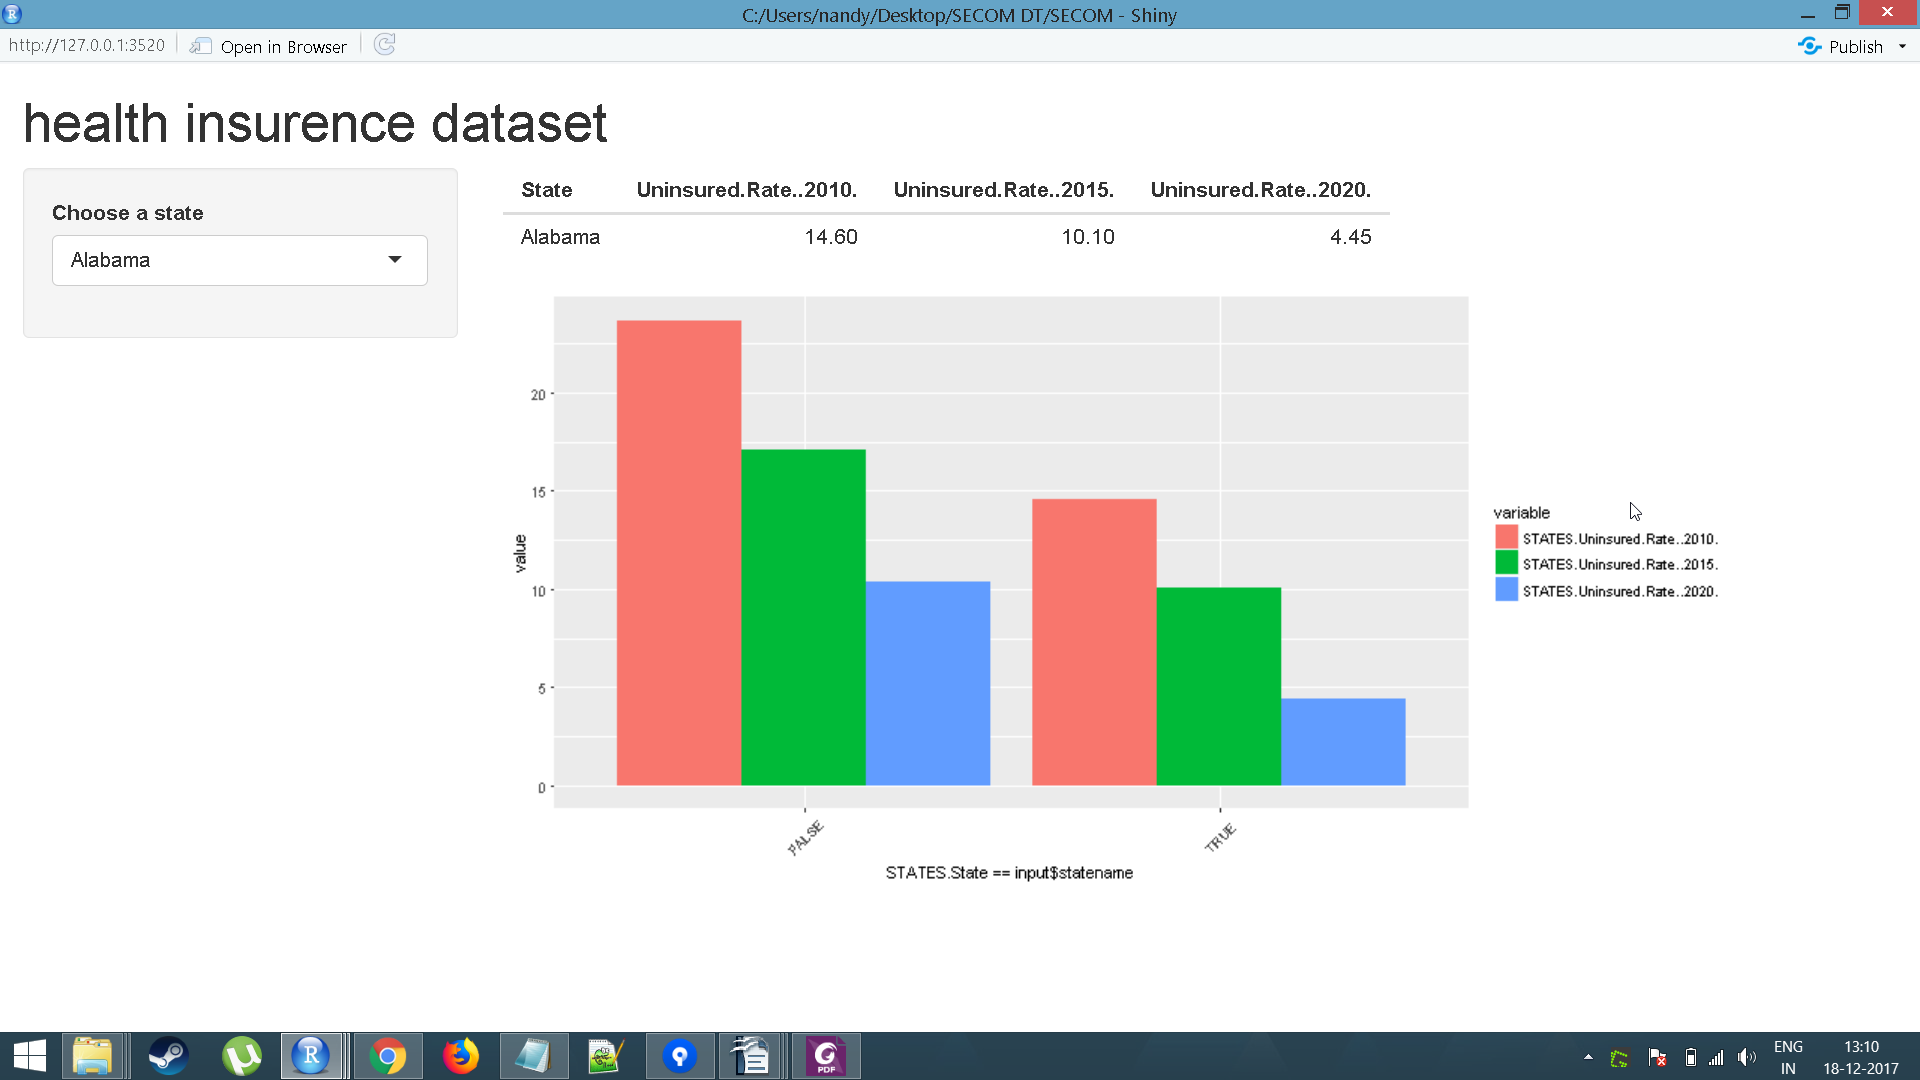 C:/Users/nandy/Desktop/SECOM DT/SECOM - Shiny
http://127.0.0.1:3520
Open in Browser
Publish
health insurence dataset
Choose a state
Alabama
State Uninsured.Rate..2010. Uninsured.Rate..2015. Uninsured.Rate..2020.
Alabama 14.60 10.10 4.45
20
15
10
5
0
value
FALSE
TRUE
STATES.State == input$statename
variable
STATES.Uninsured.Rate..2010.
STATES.Uninsured.Rate..2015.
STATES.Uninsured.Rate..2020.
R
PDF
ENG
IN
13:10
18-12-2017